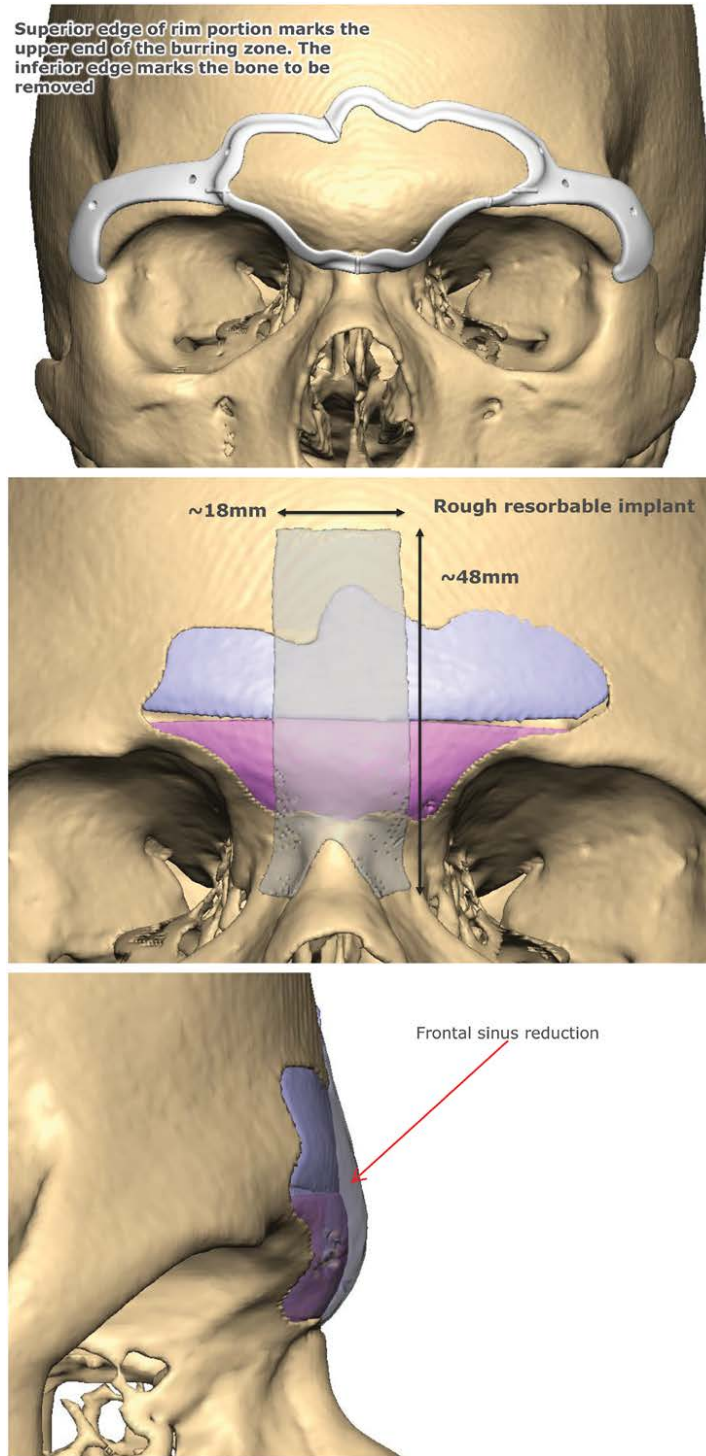 Superior edge of rim portion marks the
upper end of the burring zone. The
inferior edge marks the bone to be
removed
~18mm
Rough resorbable implant
~48mm
Frontal sinus reduction